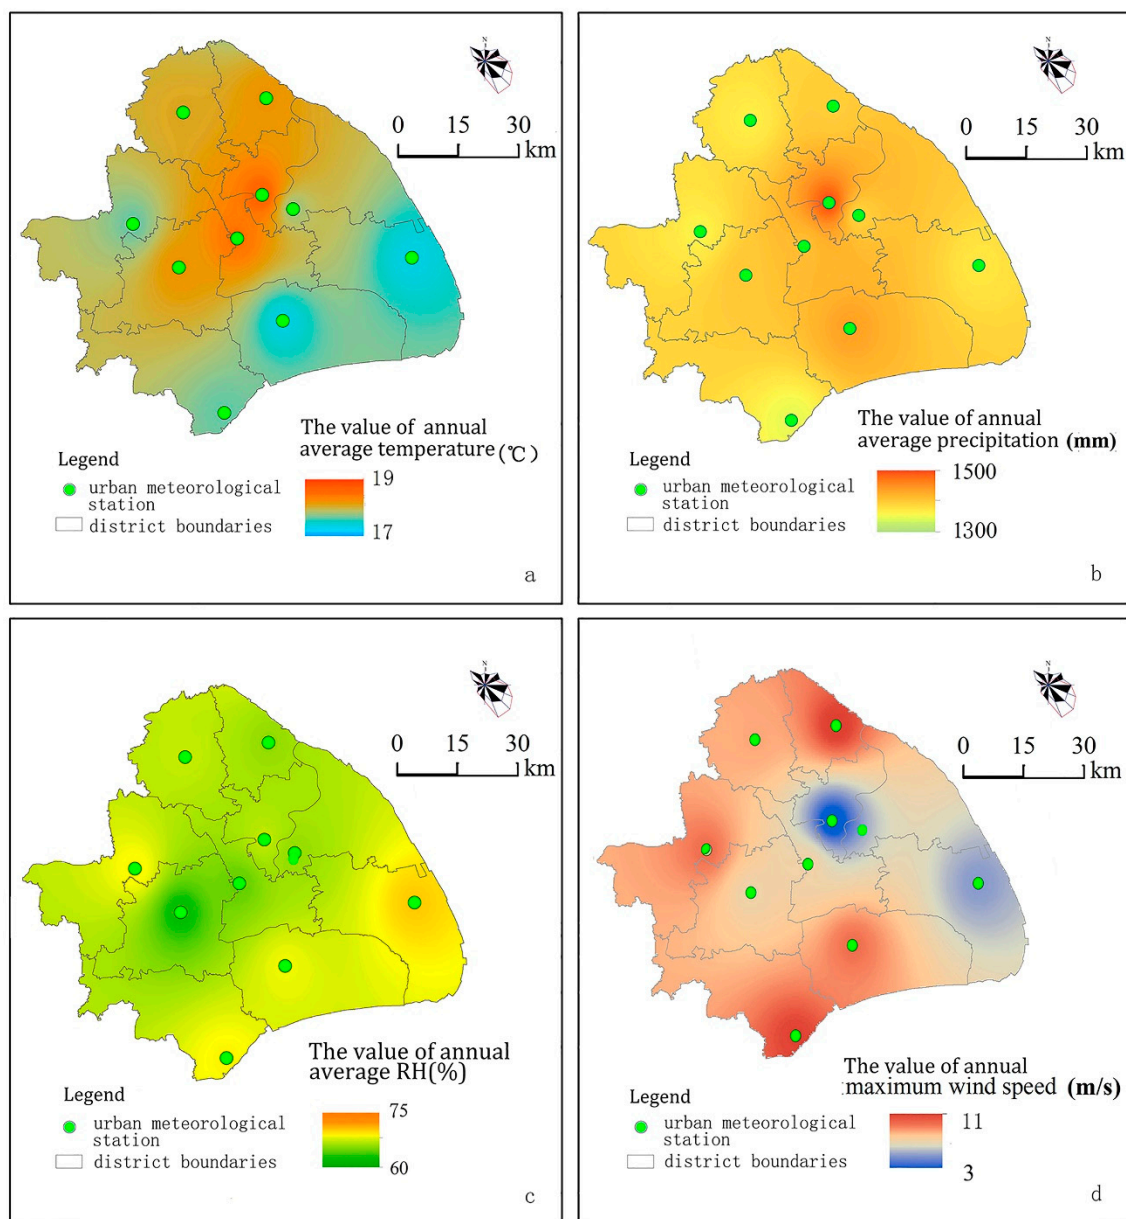 N
0 15 30
km
The value of annual
average temperature(℃)
Legend
urban meteorological
station
district boundaries
19
17
a
N
0 15 30
km
The value of annual
average precipitation (mm)
Legend
urban meteorological
station
district boundaries
1500
1300
b
N
0 15 30
km
The value of annual
average RH(%)
Legend
urban meteorological
station
district boundaries
75
60
c
N
0 15 30
km
The value of annual
maximum wind speed (m/s)
Legend
urban meteorological
station
district boundaries
11
3
d